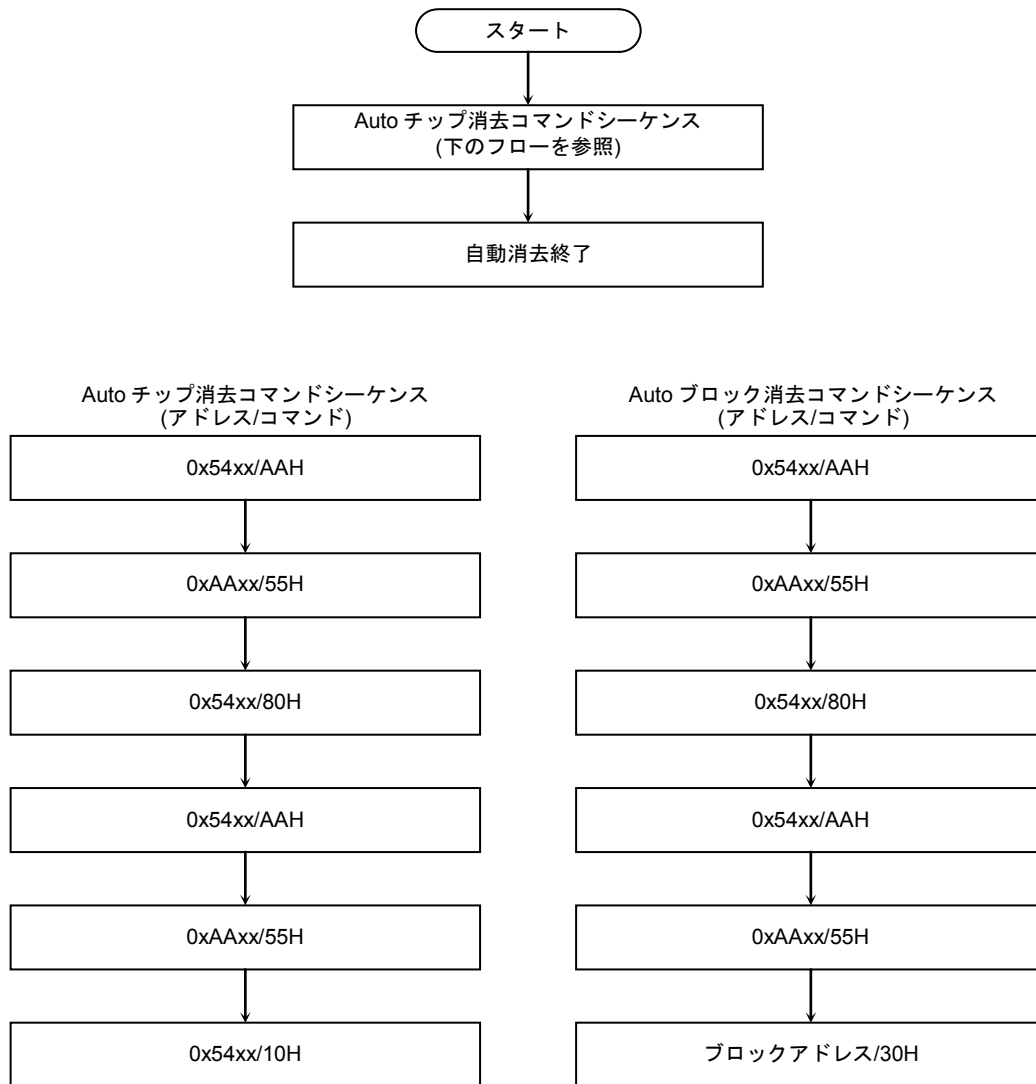 スタート
Auto チップ消去コマンドシーケンス
(下のフローを参照)
自動消去終了
Auto チップ消去コマンドシーケンス
(アドレス/コマンド)
0x54xx/AAH
0xAAxx/55H
0x54xx/80H
0x54xx/AAH
0xAAxx/55H
0x54xx/10H
Auto ブロック消去コマンドシーケンス
(アドレス/コマンド)
0x54xx/AAH
0xAAxx/55H
0x54xx/80H
0x54xx/AAH
0xAAxx/55H
ブロックアドレス/30H